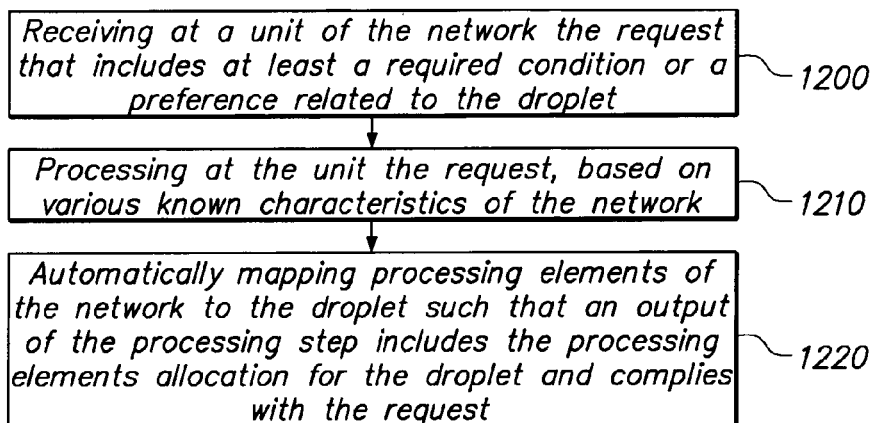 Receiving at a unit of the network the request
that includes at least a required condition or a
preference related to the droplet
1200
Processing at the unit the request, based on
various known characteristics of the network
1210
Automatically mapping processing elements of
the network to the droplet such that an output
of the processing step includes the processing
elements allocation for the droplet and complies
with the request
1220